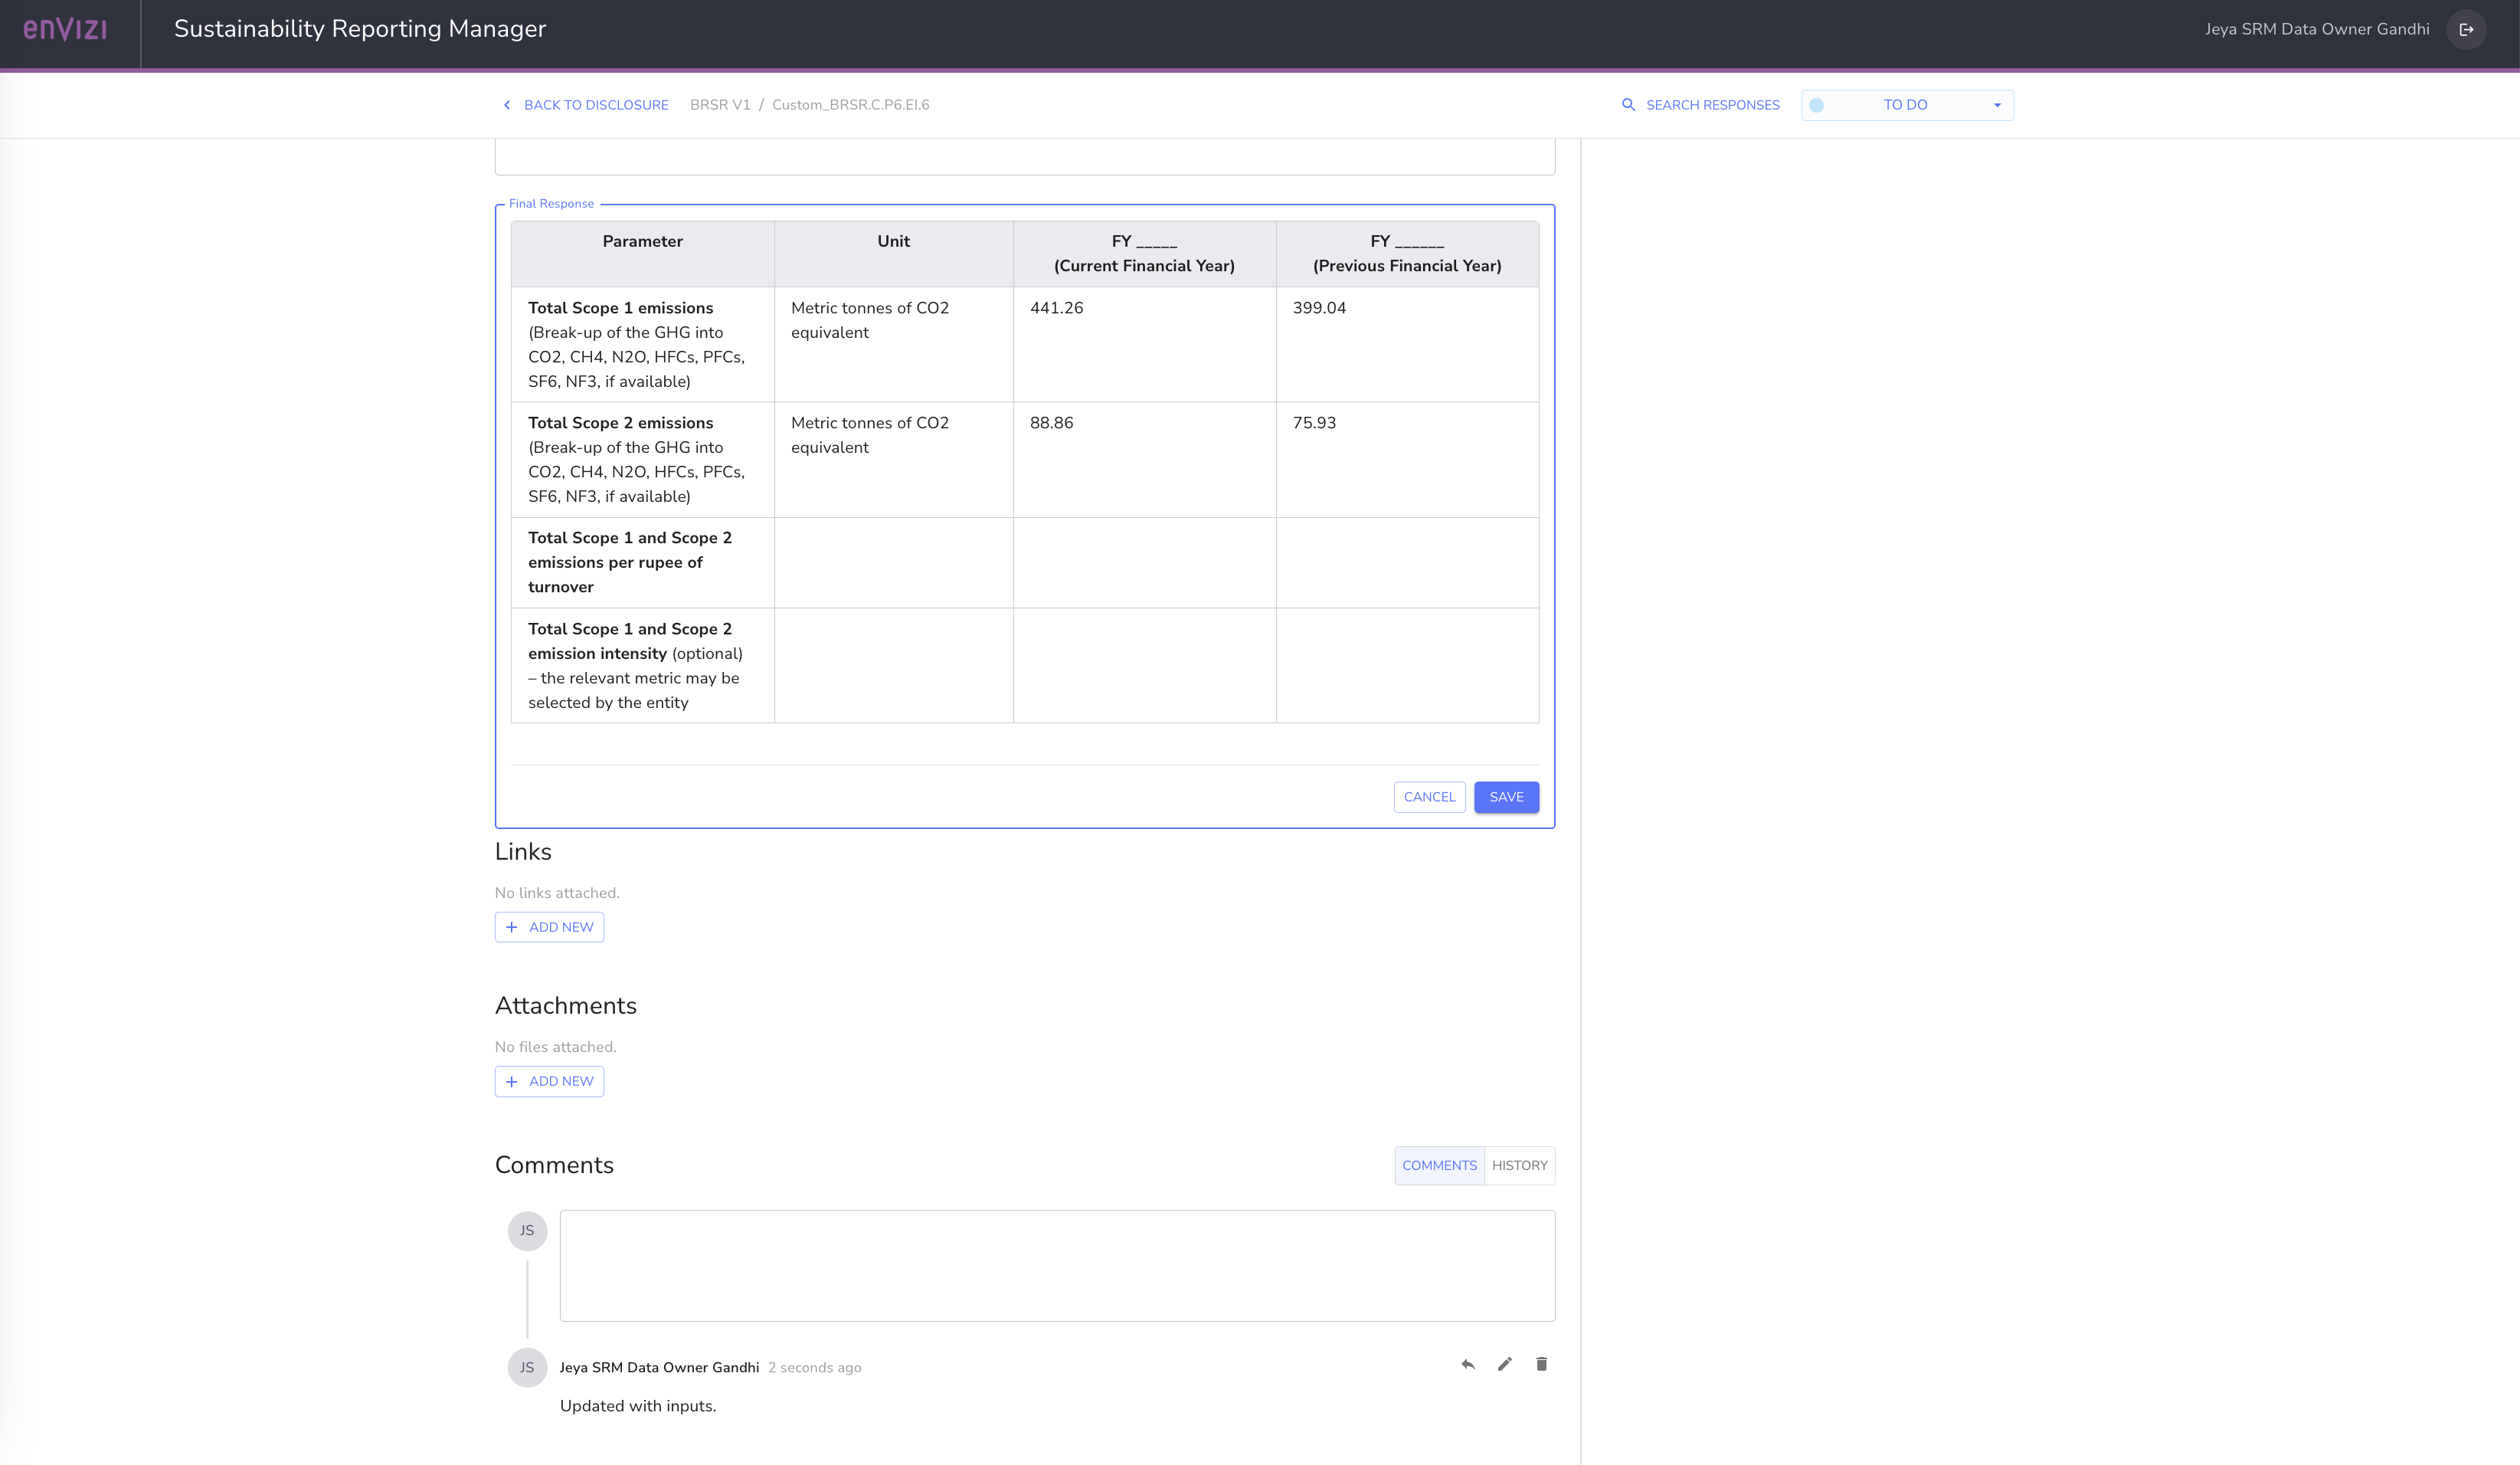 enVIZI
Sustainability Reporting Manager
Jeya SRM Data Owner Gandhi
BACK TO DISCLOSURE
BRSR V1 / Custom_BRSR.C.P6.EI.6
SEARCH RESPONSES
TO DO
Final Response
Parameter
Unit
FY _____
(Current Financial Year)
FY ______
(Previous Financial Year)
Total Scope 1 emissions
(Break-up of the GHG into
CO2, CH4, N2O, HFCs, PFCs,
SF6, NF3, if available)
Metric tonnes of CO2
equivalent
441.26
399.04
Total Scope 2 emissions
(Break-up of the GHG into
CO2, CH4, N2O, HFCs, PFCs,
SF6, NF3, if available)
Metric tonnes of CO2
equivalent
88.86
75.93
Total Scope 1 and Scope 2
emissions per rupee of
turnover
Total Scope 1 and Scope 2
emission intensity (optional)
– the relevant metric may be
selected by the entity
CANCEL
SAVE
Links
No links attached.
+ ADD NEW
Attachments
No files attached.
+ ADD NEW
Comments
COMMENTS
HISTORY
JS
JS
Jeya SRM Data Owner Gandhi 2 seconds ago
Updated with inputs.